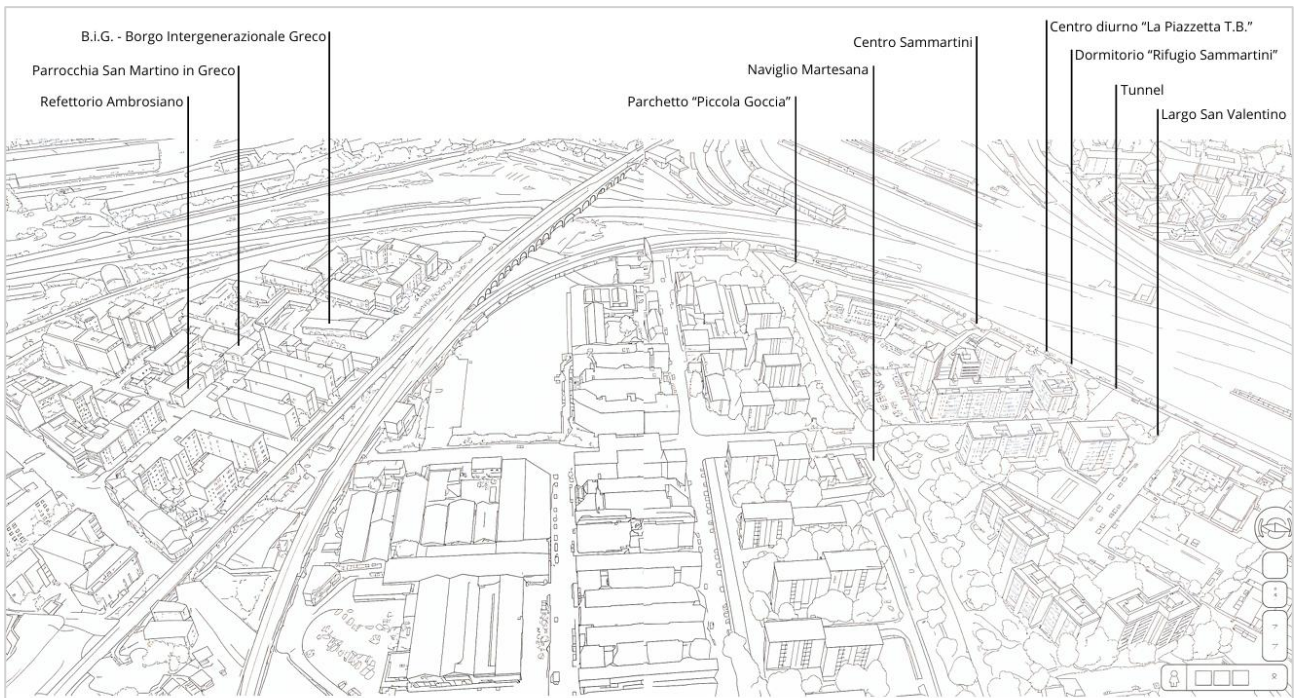 B.i.G. - Borgo Intergenerazionale Greco
Parrocchia San Martino in Greco
Refettorio Ambrosiano
Parchetto “Piccola Goccia”
Naviglio Martesana
Centro Sammartini
Centro diurno “La Piazzetta T.B.”
Dormitorio “Rifugio Sammartini”
Tunnel
Largo San Valentino